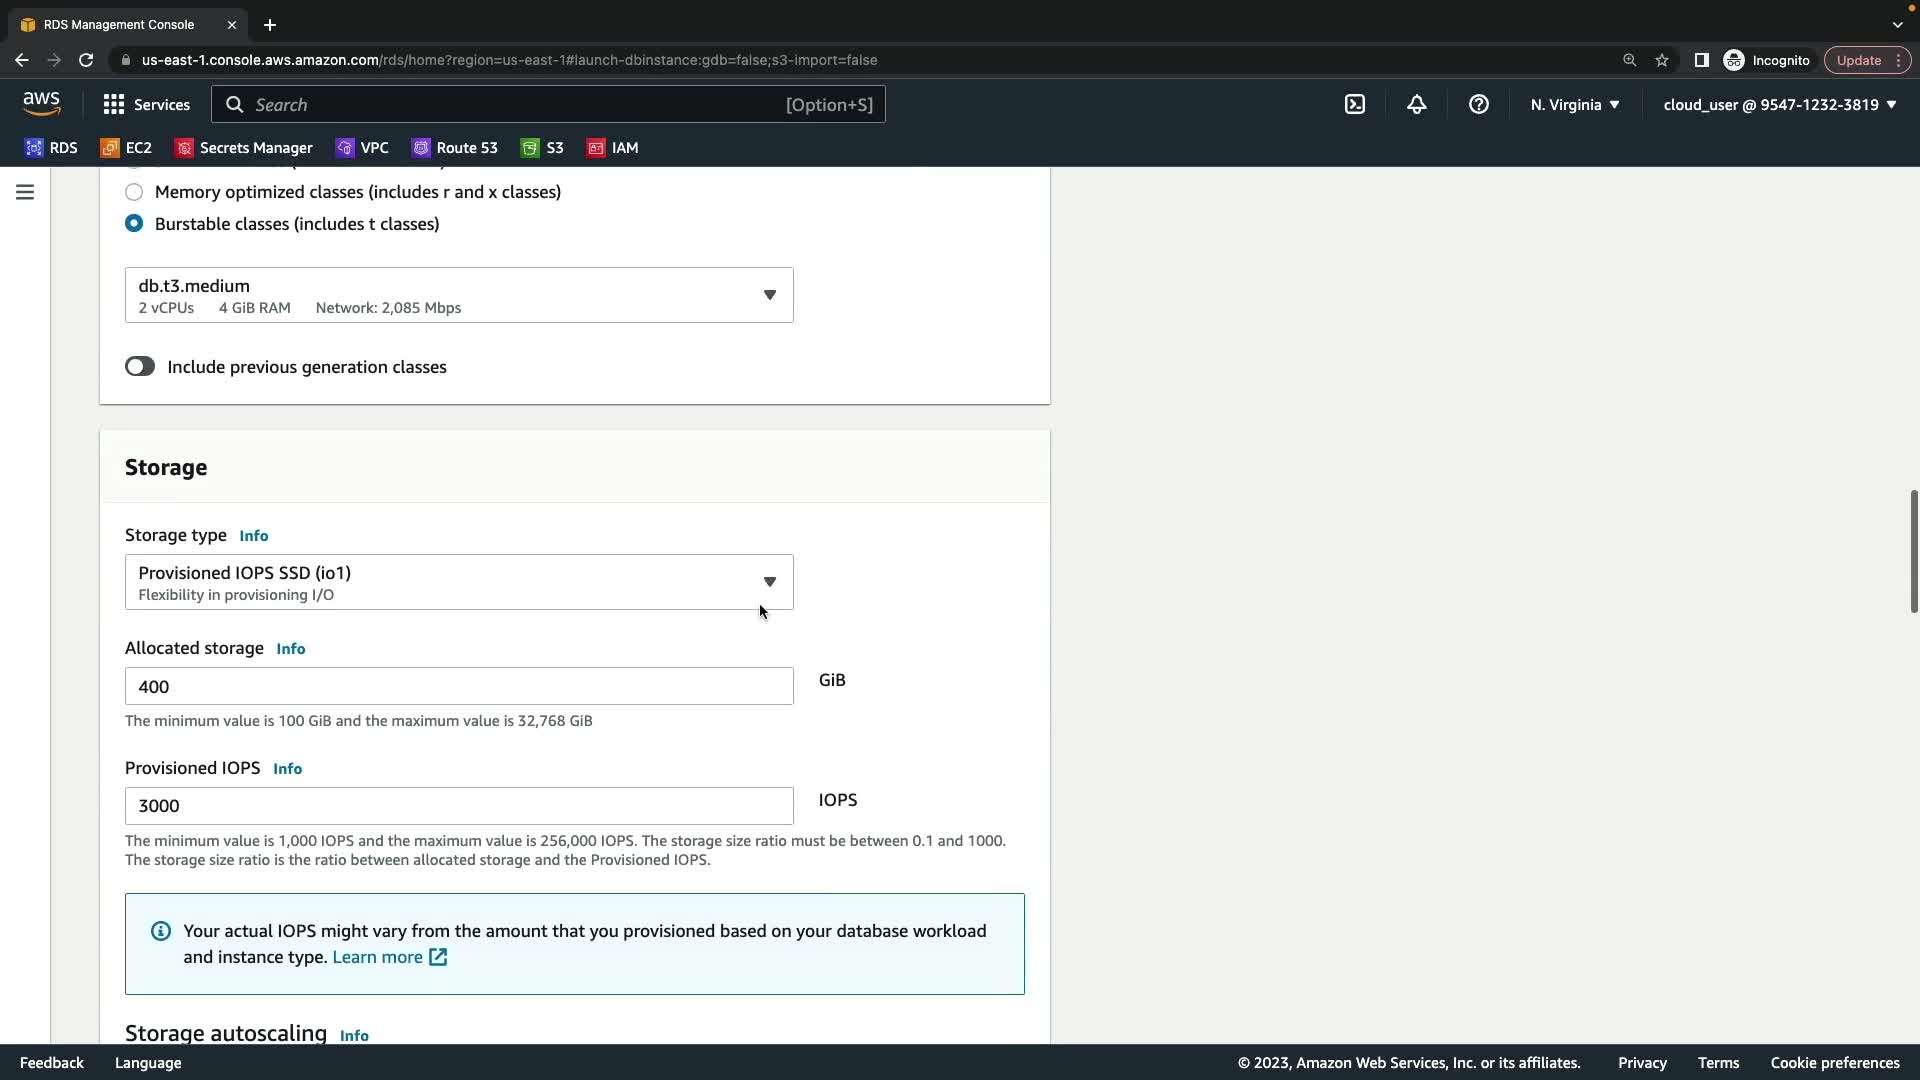 RDS Management Console
us-east-1.console.aws.amazon.com/rds/home?region=us-east-1#launch-dbinstance:gdb=false;s3-import=false
Incognito
Update
aws
Services
Search
[Option+S]
N. Virginia
cloud_user @ 9547-1232-3819
RDS
EC2
Secrets Manager
VPC
Route 53
S3
IAM
Memory optimized classes (includes r and x classes)
Burstable classes (includes t classes)
db.t3.medium
2 vCPUs 4 GiB RAM Network: 2,085 Mbps
Include previous generation classes
Storage
Storage type Info
Provisioned IOPS SSD (io1)
Flexibility in provisioning I/O
Allocated storage Info
400
GiB
The minimum value is 100 GiB and the maximum value is 32,768 GiB
Provisioned IOPS Info
3000
IOPS
The minimum value is 1,000 IOPS and the maximum value is 256,000 IOPS. The storage size ratio must be between 0.1 and 1000.
The storage size ratio is the ratio between allocated storage and the Provisioned IOPS.
Your actual IOPS might vary from the amount that you provisioned based on your database workload
and instance type. Learn more
Storage autoscaling Info
Feedback
Language
© 2023, Amazon Web Services, Inc. or its affiliates.
Privacy
Terms
Cookie preferences